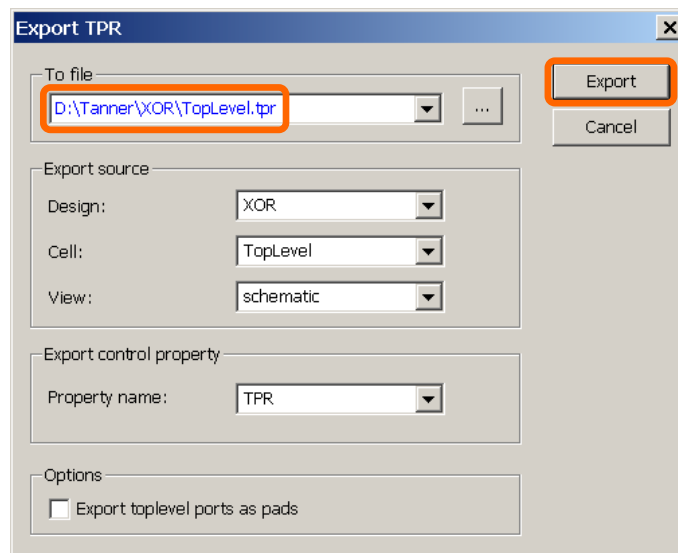 Export TPR
To file
Export
D:\Tanner\XOR\TopLevel.tpr
...
Cancel
Export source
Design:
XOR
Cell:
TopLevel
View:
schematic
Export control property
Property name:
TPR
Options
Export toplevel ports as pads